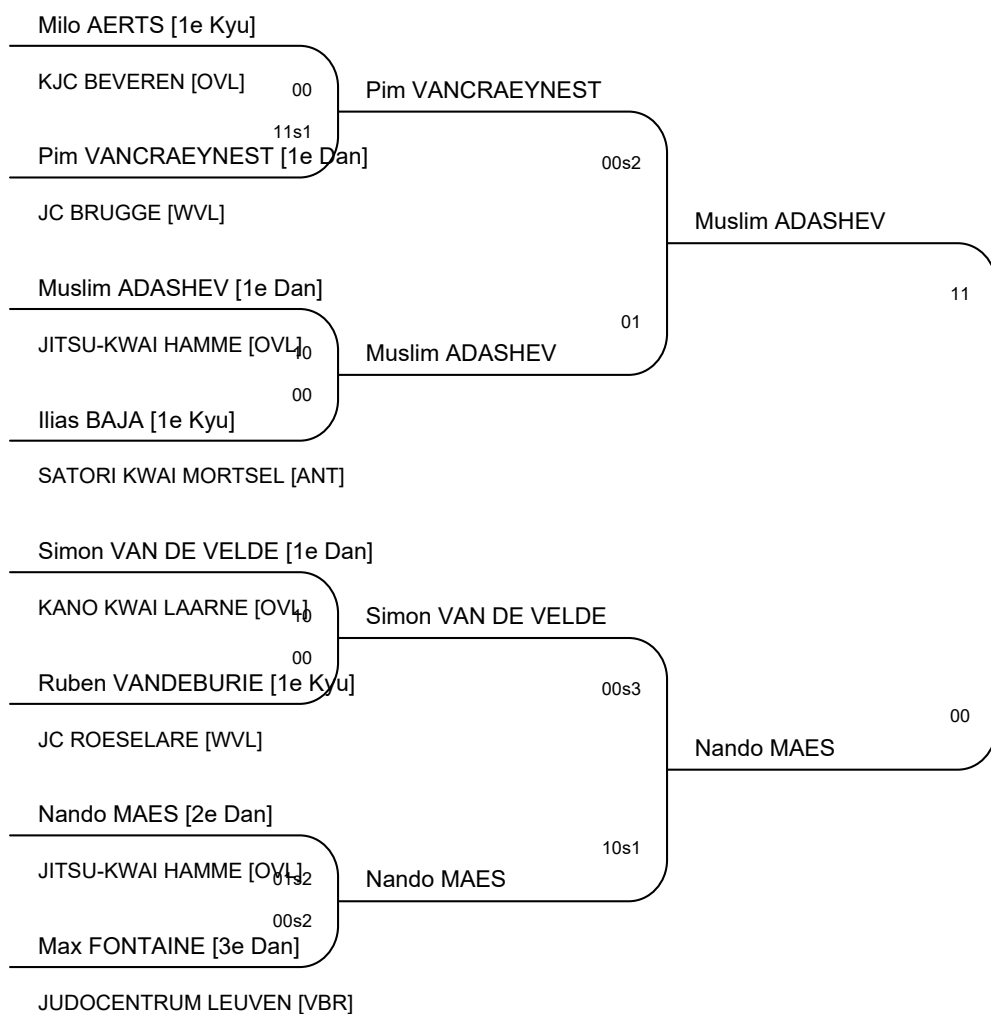 Milo AERTS [1e Kyu]
KJC BEVEREN [OVL]
00
Pim VANCRAEYNEST
11s1
Pim VANCRAEYNEST [1e Dan]
00s2
JC BRUGGE [WVL]
Muslim ADASHEV
Muslim ADASHEV [1e Dan]
11
01
JITSU-KWAI HAMME [OVL]
10
Muslim ADASHEV
00
Ilias BAJA [1e Kyu]
SATORI KWAI MORTSEL [ANT]
Simon VAN DE VELDE [1e Dan]
KANO KWAI LAARNE [OVL]
10
Simon VAN DE VELDE
00
Ruben VANDEBURIE [1e Kyu]
00s3
00
JC ROESELARE [WVL]
Nando MAES
Nando MAES [2e Dan]
10s1
JITSU-KWAI HAMME [OVL]
01s2
Nando MAES
00s2
Max FONTAINE [3e Dan]
JUDOCENTRUM LEUVEN [VBR]